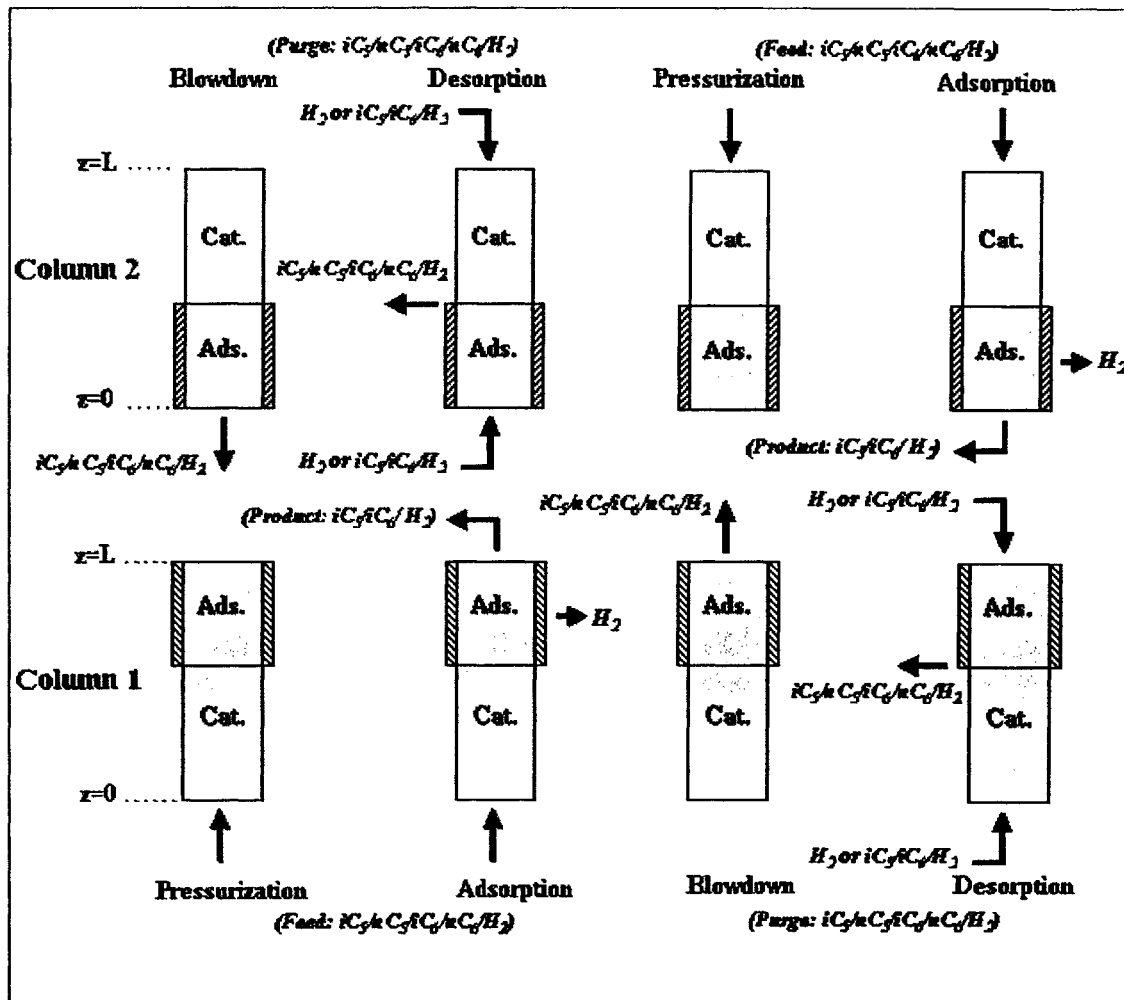 (Purge: iC5/nC5/iC6/nC6/H2)
(Feed: iC5/nC5/iC6/nC6/H2)
Blowdown
Desorption
Pressurization
Adsorption
H2 or iC5/iC6/H2
z=L
Cat.
Cat.
Cat.
Cat.
Column 2
iC5/nC5/iC6/nC6/H2
Ads.
Ads.
Ads.
Ads.
H2
z=0
iC5/nC5/iC6/nC6/H2
H2 or iC5/iC6/H2
(Product: iC5/iC6/H2)
(Product: iC5/iC6/H2)
iC5/nC5/iC6/nC6/H2
H2 or iC5/iC6/H2
z=L
Ads.
Ads.
Ads.
Ads.
H2
Column 1
iC5/nC5/iC6/nC6/H2
Cat.
Cat.
Cat.
Cat.
z=0
H2 or iC5/iC6/H2
Pressurization
Adsorption
Blowdown
Desorption
(Feed: iC5/nC5/iC6/nC6/H2)
(Purge: iC5/nC5/iC6/nC6/H2)